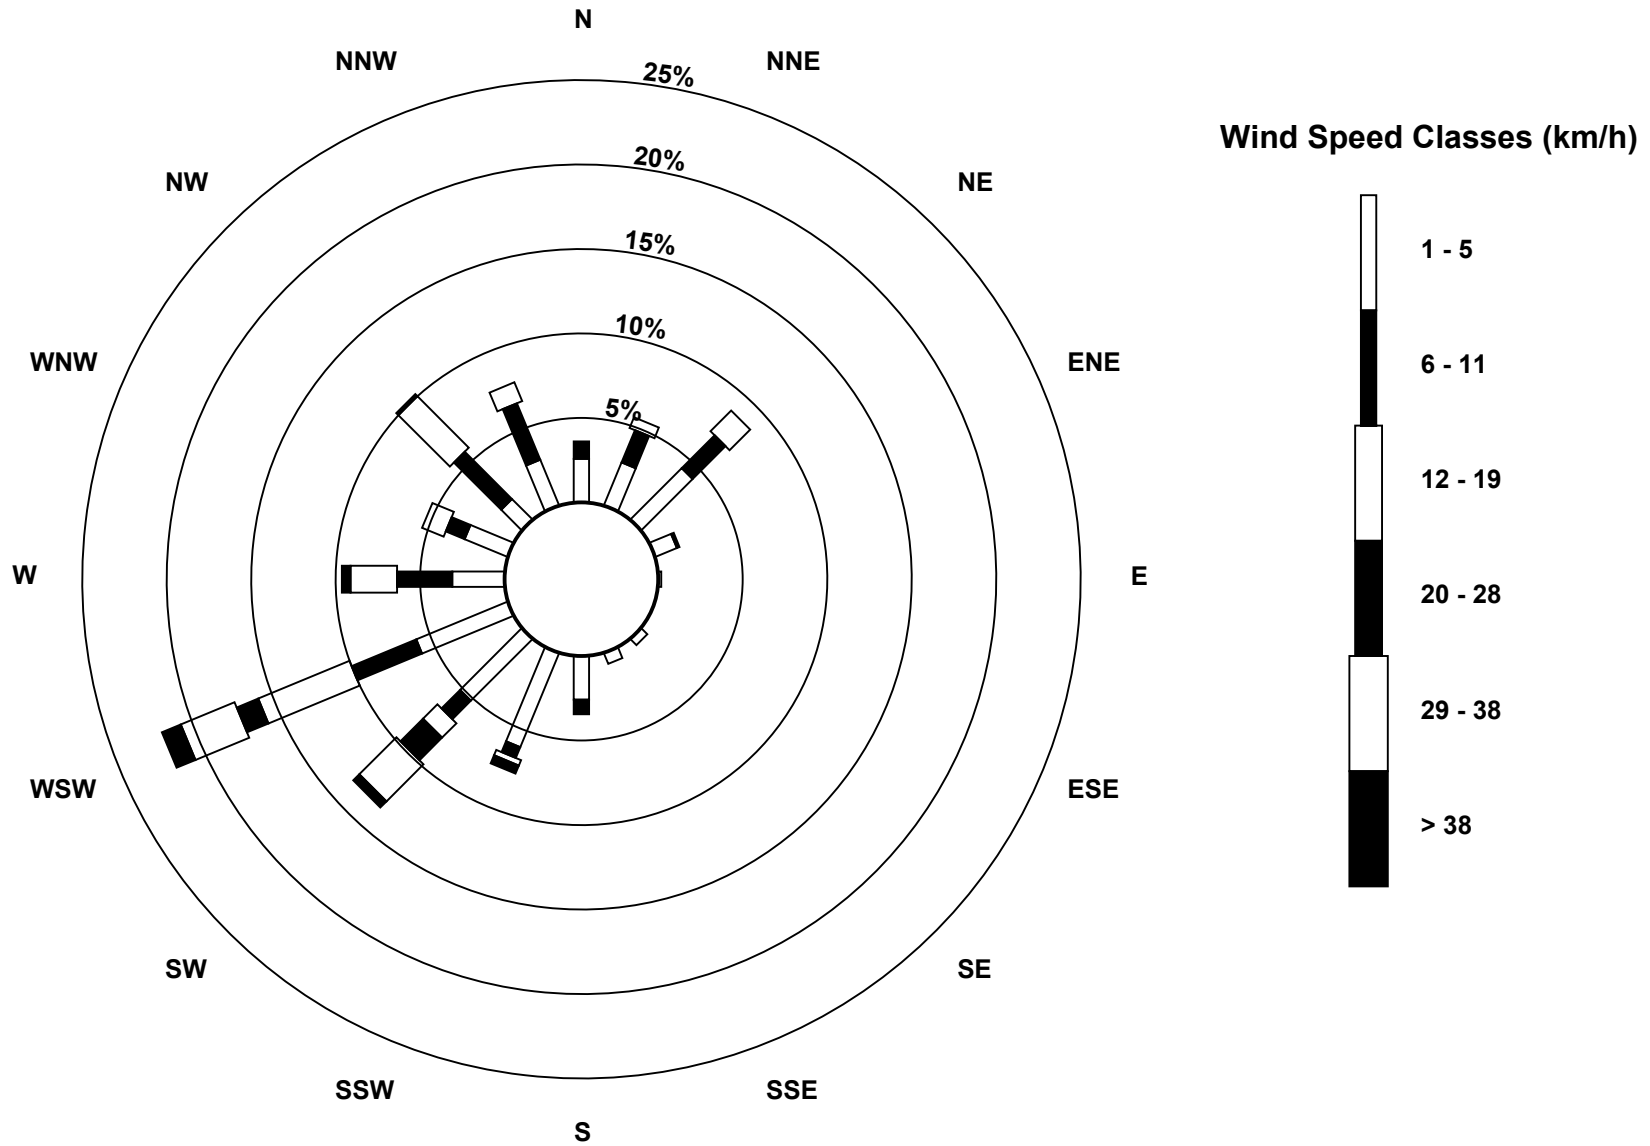 N
NNW
NNE
25%
Wind Speed Classes (km/h)
20%
NW
NE
15%
1 - 5
10%
WNW
ENE
6 - 11
5%
12 - 19
W
E
20 - 28
29 - 38
WSW
ESE
> 38
SW
SE
SSW
SSE
S